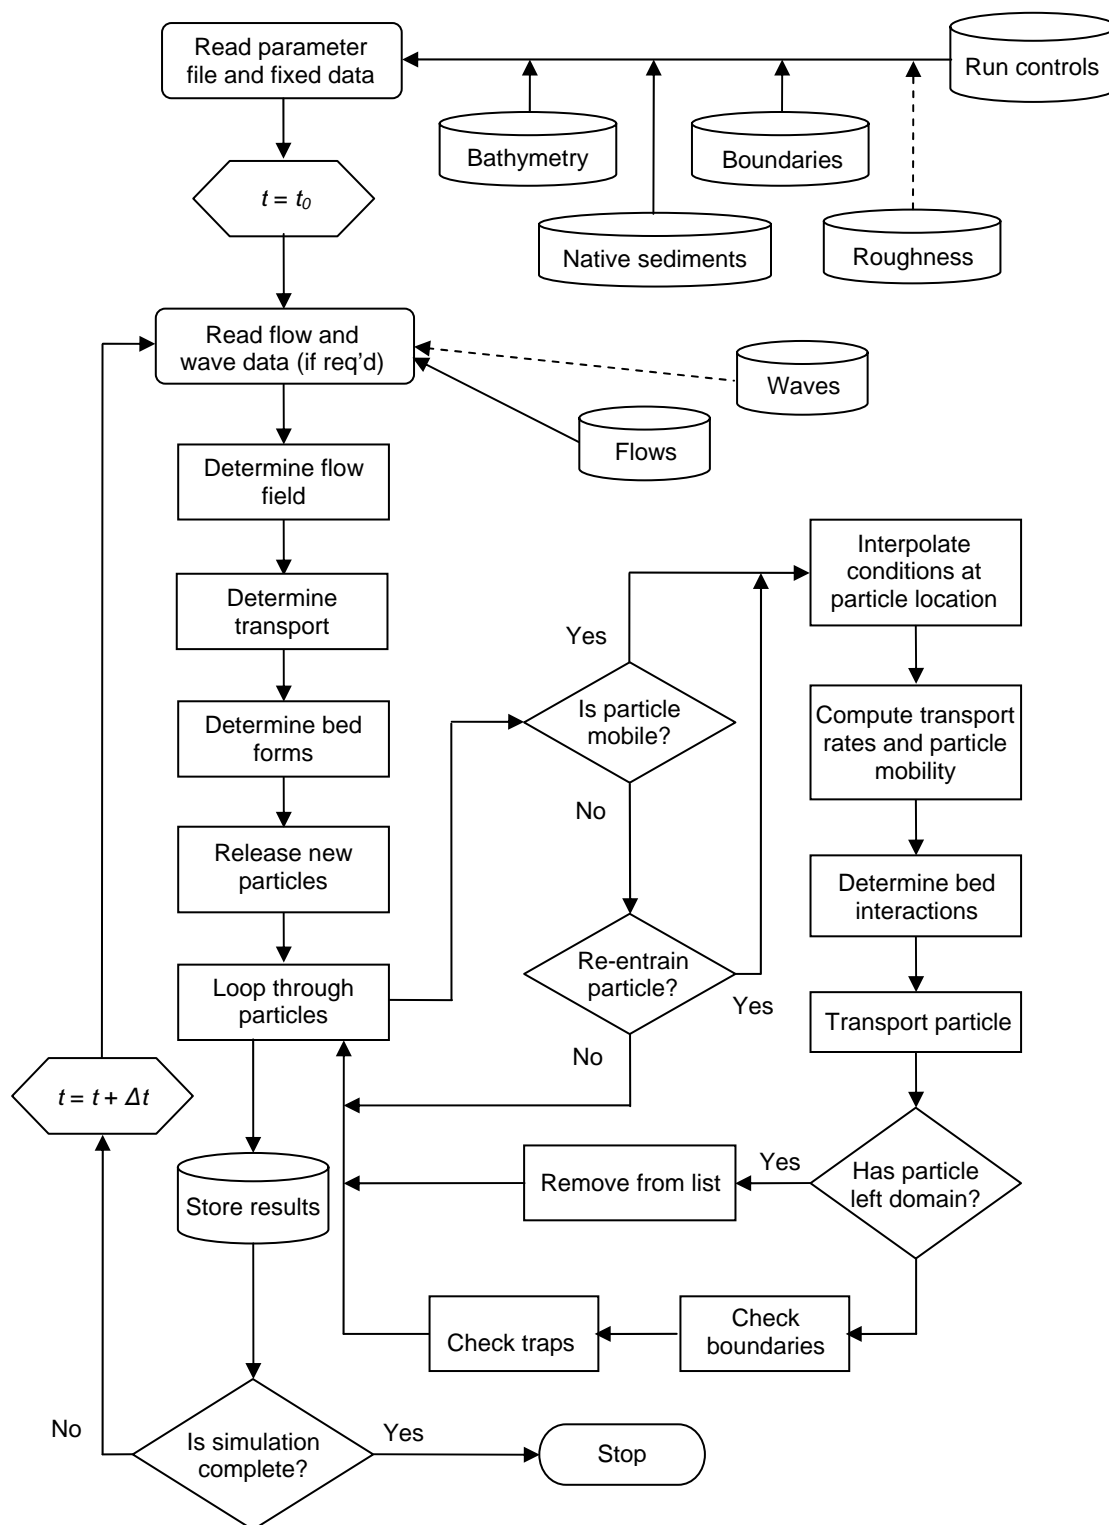 Read parameter
file and fixed data
Run controls
Bathymetry
Boundaries
Native sediments
Roughness
t = t0
Read flow and
wave data (if req'd)
Waves
Flows
Determine flow
field
Determine
transport
Determine bed
forms
Release new
particles
Loop through
particles
Yes
Is particle
mobile?
No
Re-entrain
particle?
Yes
No
Interpolate
conditions at
particle location
Compute transport
rates and particle
mobility
Determine bed
interactions
Transport particle
Has particle
left domain?
Yes
Remove from list
Check
boundaries
Check traps
t = t + Δt
Store results
Is simulation
complete?
No
Yes
Stop